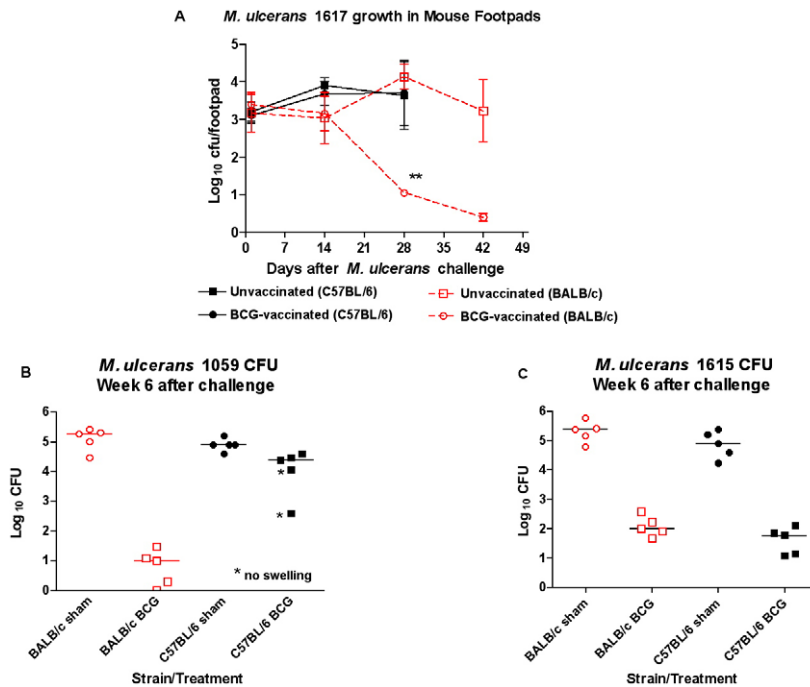 A M. ulcerans 1617 growth in Mouse Footpads
5
4
3
2
1
0
Log10 cfu/footpad
**
0 7 14 21 28 35 42 49
Days after M. ulcerans challenge
Unvaccinated (C57BL/6) Unvaccinated (BALB/c)
BCG-vaccinated (C57BL/6) BCG-vaccinated (BALB/c)
B M. ulcerans 1059 CFU
Week 6 after challenge
6
5
4
3
2
1
0
Log10 CFU
*
*
* no swelling
BALB/c sham
BALB/c BCG
C57BL/6 sham
C57BL/6 BCG
Strain/Treatment
C M. ulcerans 1615 CFU
Week 6 after challenge
6
5
4
3
2
1
0
Log10 CFU
BALB/c sham
BALB/c BCG
C57BL/6 sham
C57BL/6 BCG
Strain/Treatment